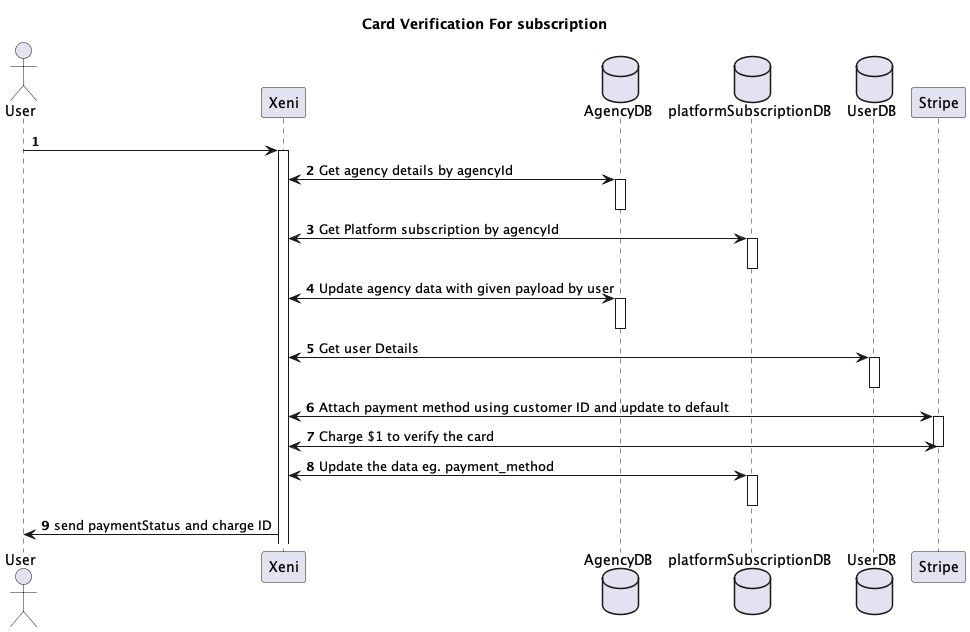 Card Verification For subscription
User
Xeni
AgencyDB
platformSubscriptionDB
UserDB
Stripe
1
2 Get agency details by agencyId
3 Get Platform subscription by agencyId
4 Update agency data with given payload by user
5 Get user Details
6 Attach payment method using customer ID and update to default
7 Charge $1 to verify the card
8 Update the data eg. payment_method
9 send paymentStatus and charge ID
User
Xeni
AgencyDB
platformSubscriptionDB
UserDB
Stripe